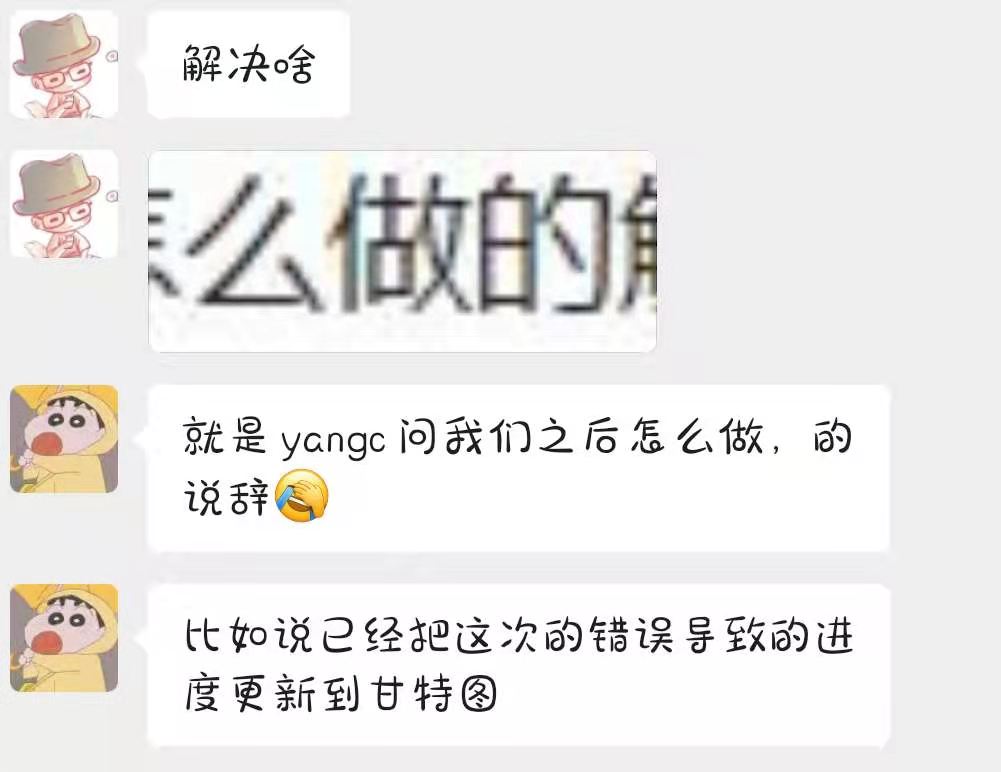 解决啥
怎么做的
就是 yangc 问我们之后怎么做，的
说辞🤣
比如说已经把这次的错误导致的进
度更新到甘特图